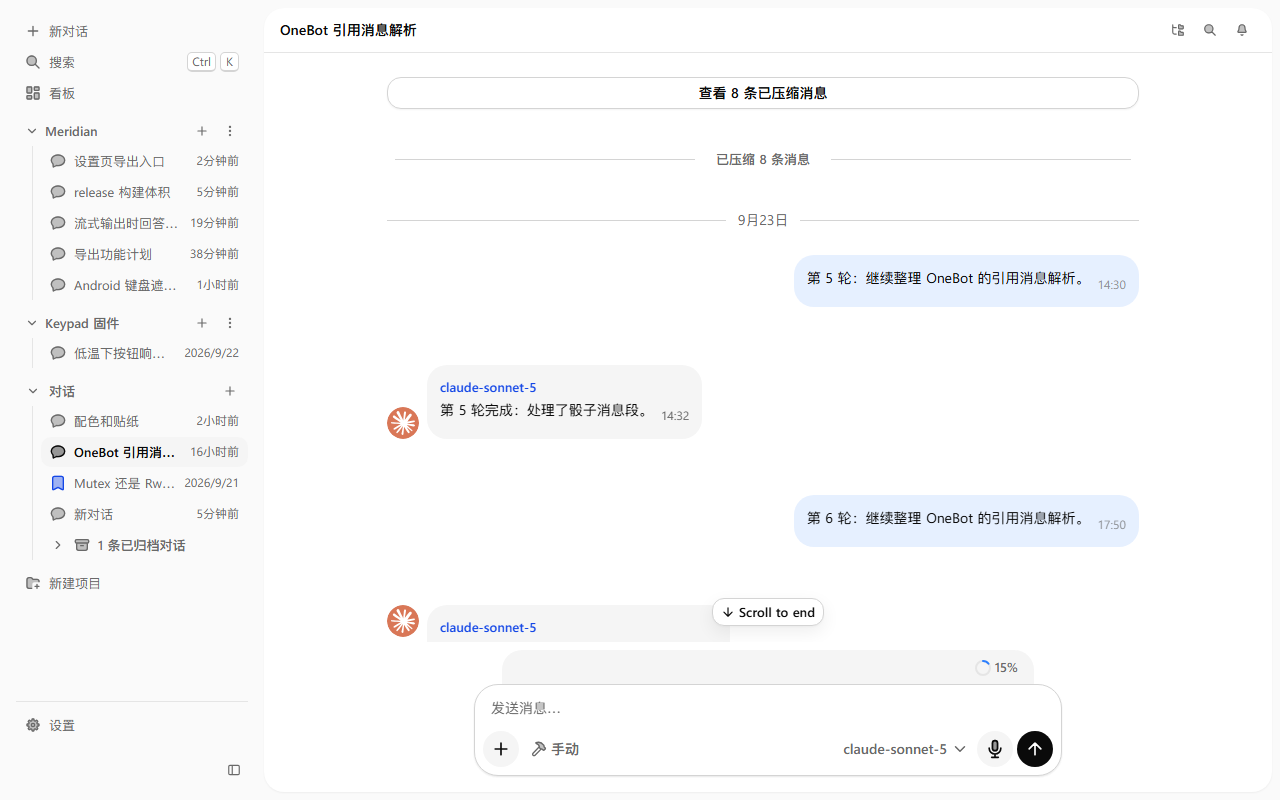 新对话
搜索 Ctrl K
看板
Meridian
设置页导出入口 2分钟前
release 构建体积 5分钟前
流式输出时回答… 19分钟前
导出功能计划 38分钟前
Android 键盘遮… 1小时前
Keypad 固件
低温下按钮响… 2026/9/22
对话
配色和贴纸 2小时前
OneBot 引用消… 16小时前
Mutex 还是 Rw… 2026/9/21
新对话 5分钟前
1 条已归档对话
新建项目
设置
OneBot 引用消息解析
查看 8 条已压缩消息
已压缩 8 条消息
9月23日
第 5 轮：继续整理 OneBot 的引用消息解析。 14:30
claude-sonnet-5
第 5 轮完成：处理了骰子消息段。 14:32
第 6 轮：继续整理 OneBot 的引用消息解析。 17:50
claude-sonnet-5
Scroll to end
15%
发送消息…
手动 claude-sonnet-5